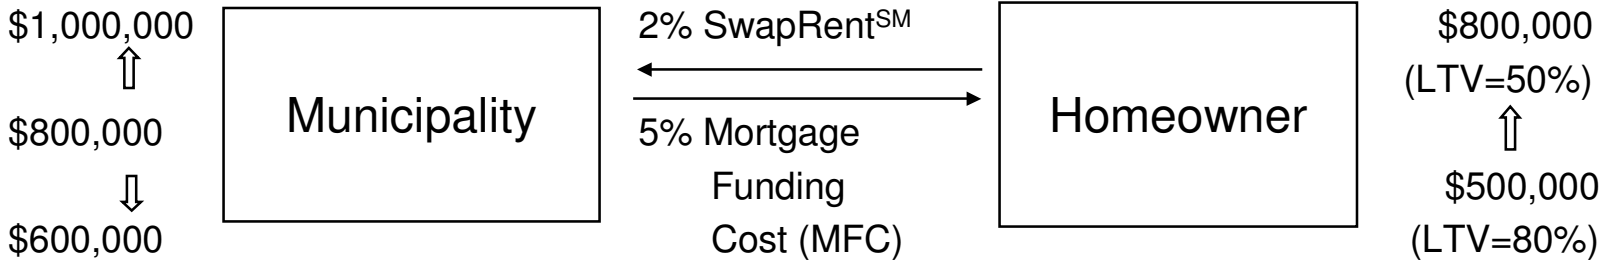 $1,000,000
$800,000
$600,000
Municipality
2% SwapRentSM
5% Mortgage
Funding
Cost (MFC)
Homeowner
$800,000
(LTV=50%)
$500,000
(LTV=80%)